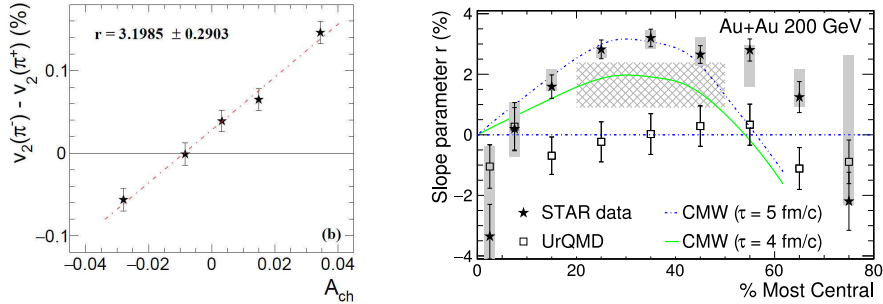 v₂(π⁻) - v₂(π⁺) (%)
r = 3.1985 ± 0.2903
0.1
0
−0.1
(b)
−0.04 −0.02 0 0.02 0.04
A_ch
Slope parameter r (%)
Au+Au 200 GeV
4
2
0
−2
−4
STAR data
UrQMD
CMW (τ = 5 fm/c)
CMW (τ = 4 fm/c)
0 20 40 60 80
% Most Central